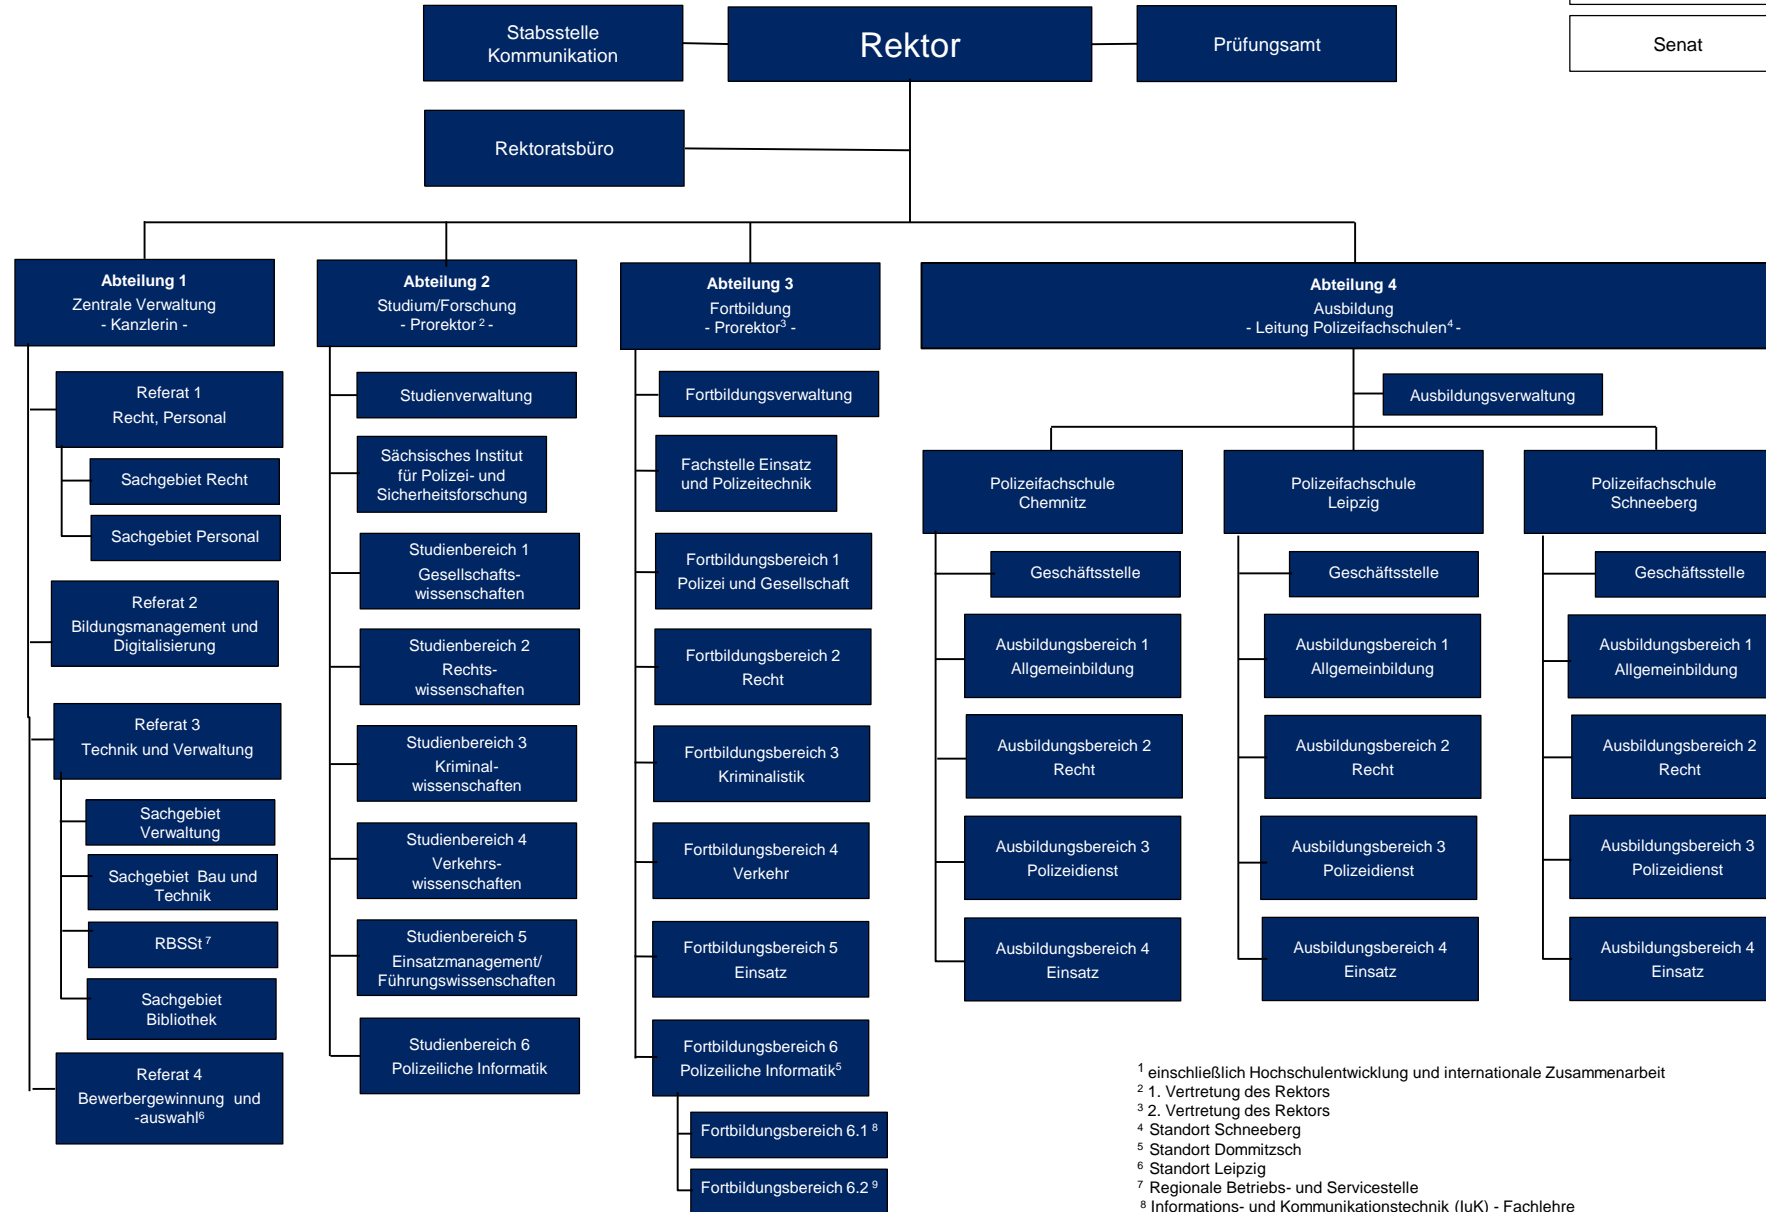 Stabsstelle
Kommunikation
Rektor
Prüfungsamt
Senat
Rektoratsbüro
Abteilung 1
Zentrale Verwaltung
- Kanzlerin -
Referat 1
Recht, Personal
Sachgebiet Recht
Sachgebiet Personal
Referat 2
Bildungsmanagement und
Digitalisierung
Referat 3
Technik und Verwaltung
Sachgebiet
Verwaltung
Sachgebiet Bau und
Technik
RBSSt ⁷
Sachgebiet
Bibliothek
Referat 4
Bewerbergewinnung und
-auswahl⁶
Abteilung 2
Studium/Forschung
- Prorektor ² -
Studienverwaltung
Sächsisches Institut
für Polizei- und
Sicherheitsforschung
Studienbereich 1
Gesellschafts-
wissenschaften
Studienbereich 2
Rechts-
wissenschaften
Studienbereich 3
Kriminal-
wissenschaften
Studienbereich 4
Verkehrs-
wissenschaften
Studienbereich 5
Einsatzmanagement/
Führungswissenschaften
Studienbereich 6
Polizeiliche Informatik
Abteilung 3
Fortbildung
- Prorektor³ -
Fortbildungsverwaltung
Fachstelle Einsatz
und Polizeitechnik
Fortbildungsbereich 1
Polizei und Gesellschaft
Fortbildungsbereich 2
Recht
Fortbildungsbereich 3
Kriminalistik
Fortbildungsbereich 4
Verkehr
Fortbildungsbereich 5
Einsatz
Fortbildungsbereich 6
Polizeiliche Informatik⁵
Fortbildungsbereich 6.1 ⁸
Fortbildungsbereich 6.2 ⁹
Abteilung 4
Ausbildung
- Leitung Polizeifachschulen⁴ -
Ausbildungsverwaltung
Polizeifachschule
Chemnitz
Geschäftsstelle
Ausbildungsbereich 1
Allgemeinbildung
Ausbildungsbereich 2
Recht
Ausbildungsbereich 3
Polizeidienst
Ausbildungsbereich 4
Einsatz
Polizeifachschule
Leipzig
Geschäftsstelle
Ausbildungsbereich 1
Allgemeinbildung
Ausbildungsbereich 2
Recht
Ausbildungsbereich 3
Polizeidienst
Ausbildungsbereich 4
Einsatz
Polizeifachschule
Schneeberg
Geschäftsstelle
Ausbildungsbereich 1
Allgemeinbildung
Ausbildungsbereich 2
Recht
Ausbildungsbereich 3
Polizeidienst
Ausbildungsbereich 4
Einsatz
¹ einschließlich Hochschulentwicklung und internationale Zusammenarbeit
² 1. Vertretung des Rektors
³ 2. Vertretung des Rektors
⁴ Standort Schneeberg
⁵ Standort Dommitzsch
⁶ Standort Leipzig
⁷ Regionale Betriebs- und Servicestelle
⁸ Informations- und Kommunikationstechnik (IuK) - Fachlehre